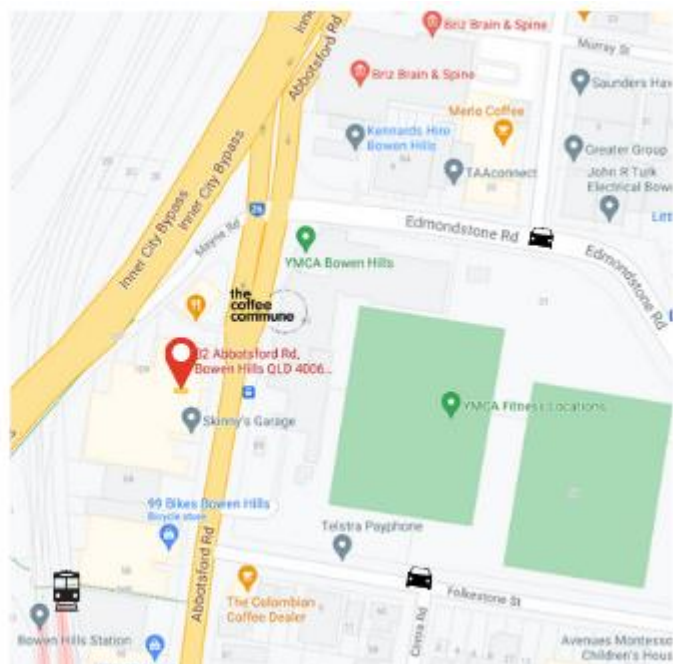 Briz Brain & Spine
Inner
Abbotsford Rd
Murray St
Briz Brain & Spine
Saunders Hav
Merlo Coffee
Kennards Hire
Bowen Hills
Greater Group
TAAconnect
John R Turk
Electrical Bowe
Inner City Bypass
Inner City Bypass
Littl
Mayne Rd
Edmondstone Rd
YMCA Bowen Hills
Edmondstone Rd
the
coffee
commune
32 Abbotsford Rd,
Bowen Hills QLD 4006...
YMCA Fitness Locations
Skinny's Garage
99 Bikes Bowen Hills
Bicycle store
Telstra Payphone
Abbotsford Rd
The Colombian
Coffee Dealer
Folkestone St
Bowen Hills Station
Avenues Montesso
Children's Hous